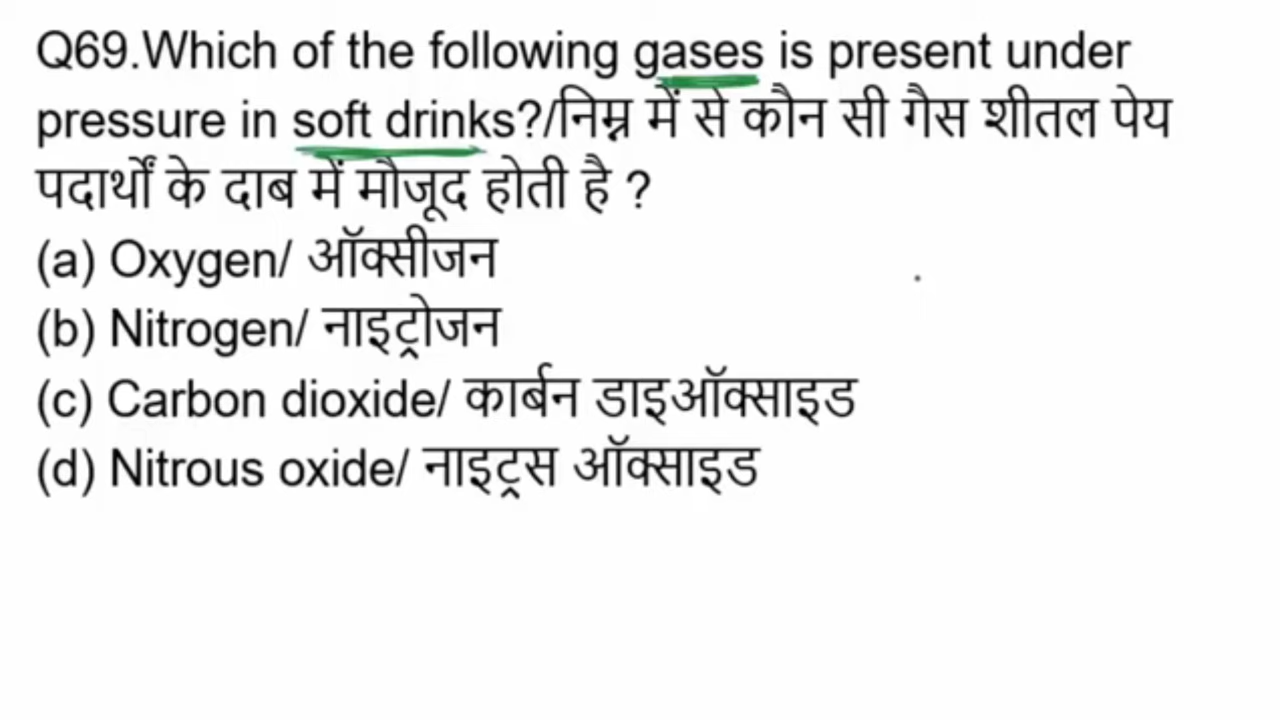 Q69.Which of the following gases is present under
pressure in soft drinks?/निम्न में से कौन सी गैस शीतल पेय
पदार्थों के दाब में मौजूद होती है ?
(a) Oxygen/ ऑक्सीजन
(b) Nitrogen/ नाइट्रोजन
(c) Carbon dioxide/ कार्बन डाइऑक्साइड
(d) Nitrous oxide/ नाइट्रस ऑक्साइड